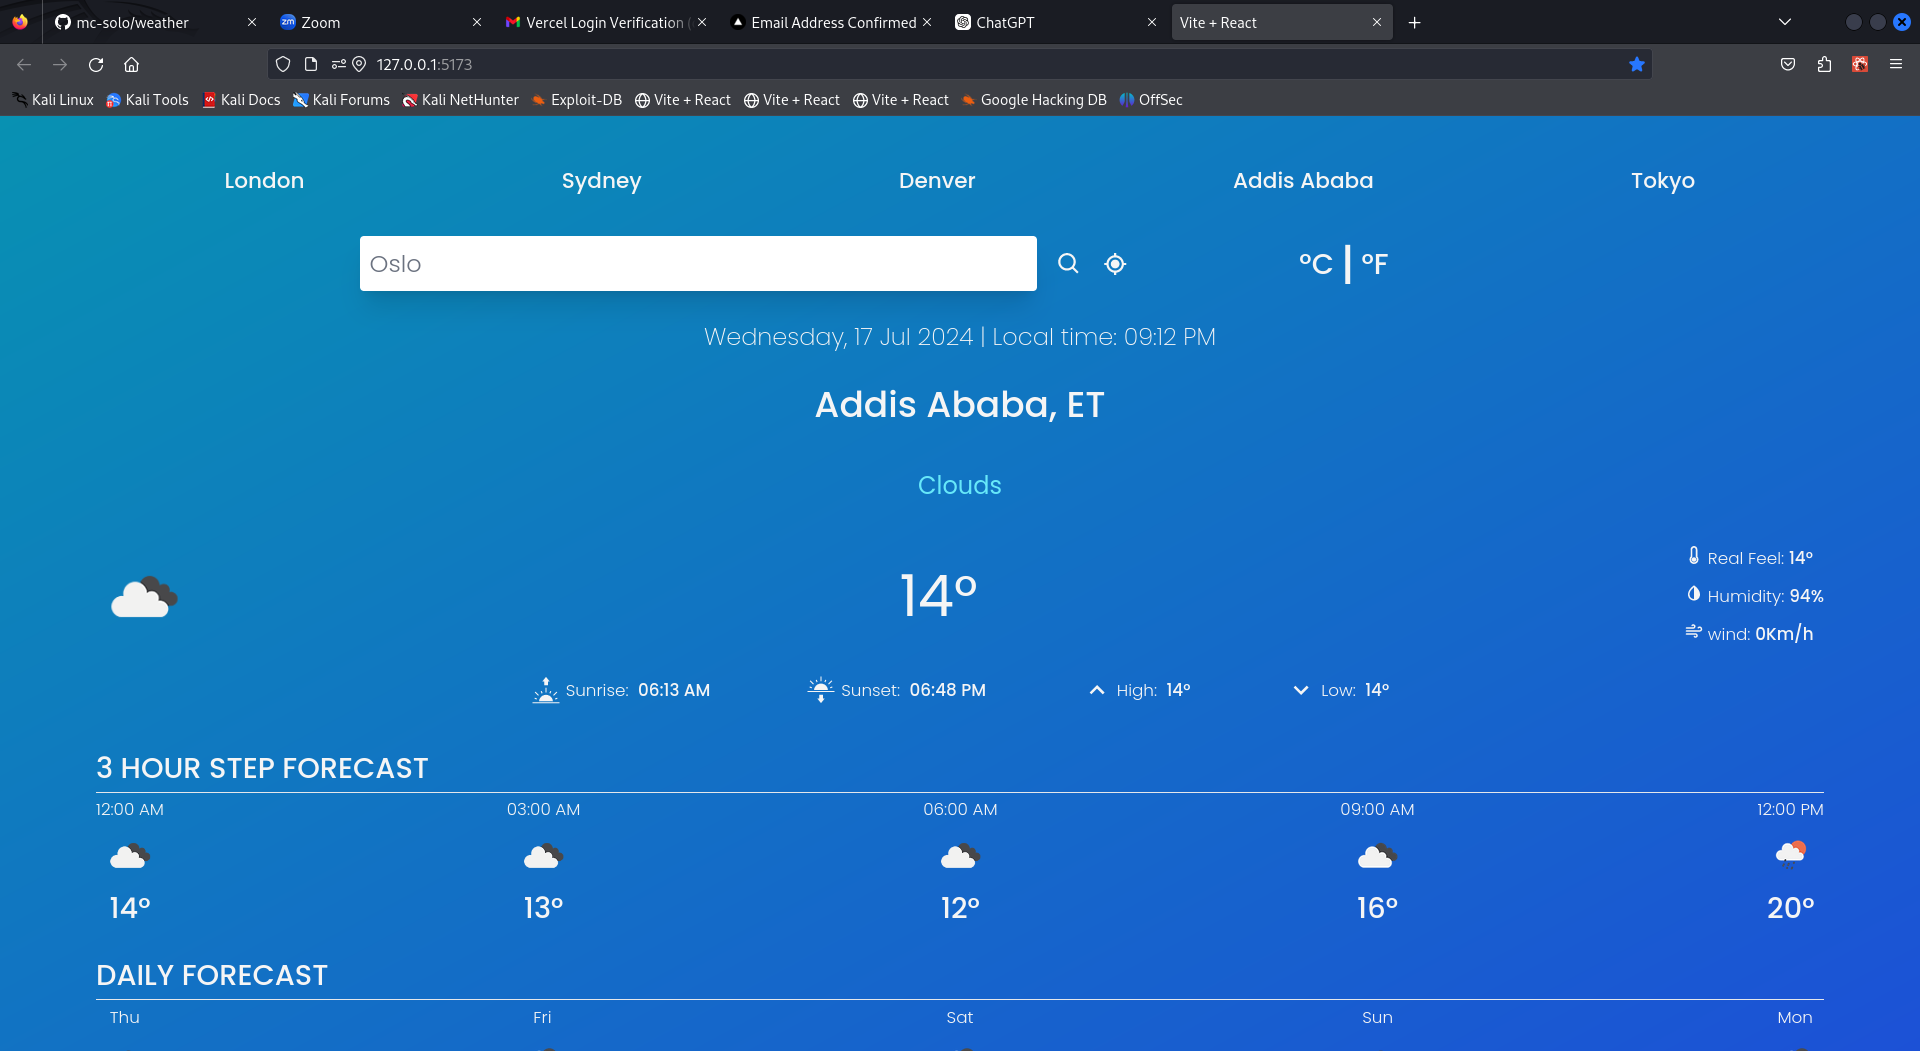 mc-solo/weather Zoom Vercel Login Verification Email Address Confirmed ChatGPT Vite + React
127.0.0.1:5173
Kali Linux Kali Tools Kali Docs Kali Forums Kali NetHunter Exploit-DB Vite + React Vite + React Vite + React Google Hacking DB OffSec
London Sydney Denver Addis Ababa Tokyo
Oslo °C | °F
Wednesday, 17 Jul 2024 | Local time: 09:12 PM
Addis Ababa, ET
Clouds
14°
Real Feel: 14°
Humidity: 94%
wind: 0Km/h
Sunrise: 06:13 AM Sunset: 06:48 PM High: 14° Low: 14°
3 HOUR STEP FORECAST
12:00 AM 03:00 AM 06:00 AM 09:00 AM 12:00 PM
14° 13° 12° 16° 20°
DAILY FORECAST
Thu Fri Sat Sun Mon